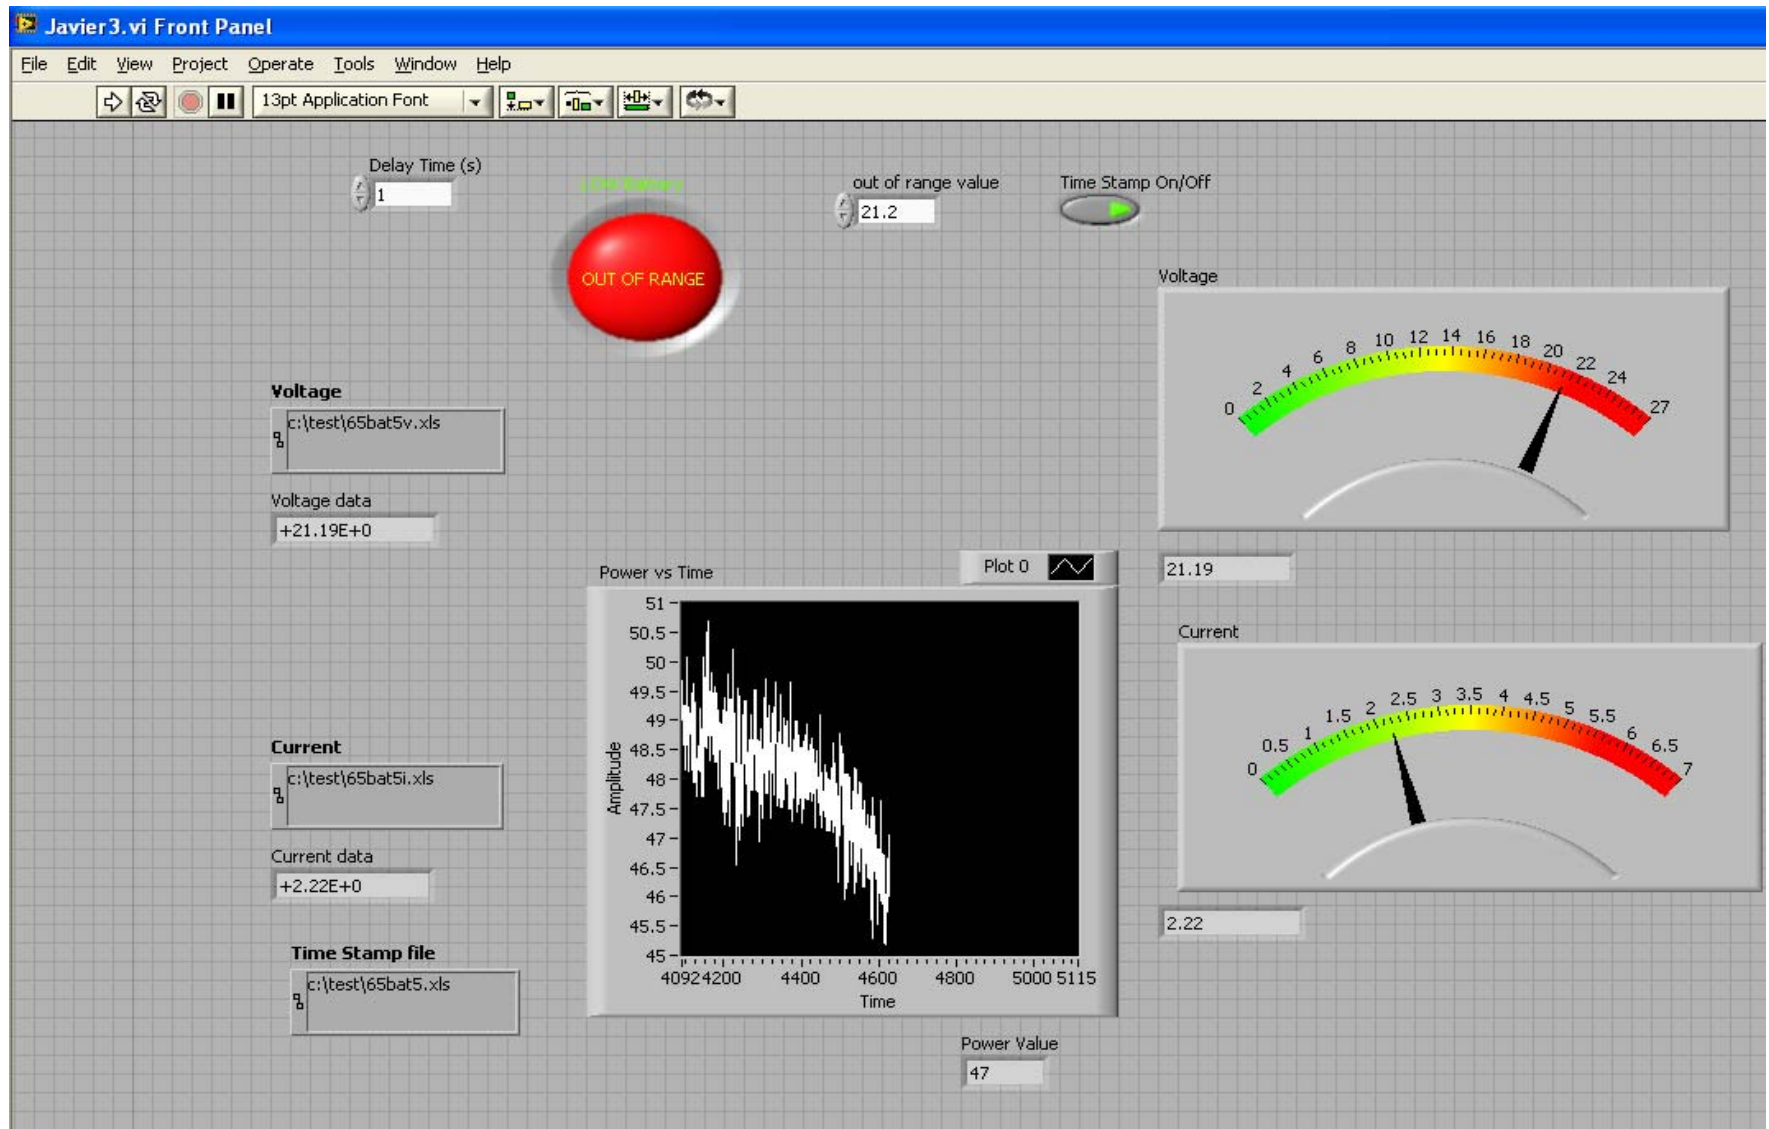 Javier3.vi Front Panel
File Edit View Project Operate Tools Window Help
13pt Application Font
Delay Time (s)
1
LOW Battery
OUT OF RANGE
out of range value
21.2
Time Stamp On/Off
Voltage
0 2 4 6 8 10 12 14 16 18 20 22 24 27
21.19
Voltage
c:\test\65bat5v.xls
Voltage data
+21.19E+0
Power vs Time
Plot 0
51
50.5
50
49.5
49
48.5
48
47.5
47
46.5
46
45.5
45
Amplitude
4092 4200 4400 4600 4800 5000 5115
Time
Power Value
47
Current
0 0.5 1 1.5 2 2.5 3 3.5 4 4.5 5 5.5 6 6.5 7
2.22
Current
c:\test\65bat5i.xls
Current data
+2.22E+0
Time Stamp file
c:\test\65bat5.xls